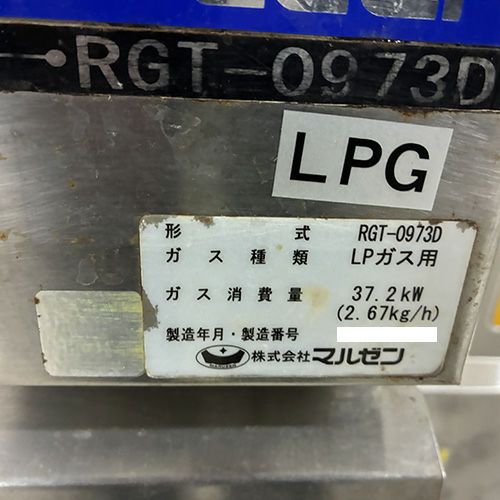 RGT-0973D
LPG
形 式 RGT-0973D
ガス種類 LPガス用
ガス消費量 37.2kW
(2.67kg/h)
製造年月・製造番号
株式会社マルゼン